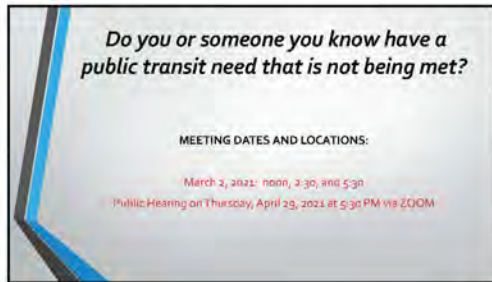 Do you or someone you know have a
public transit need that is not being met?
MEETING DATES AND LOCATIONS:
March 2, 2021: noon, 2:30, and 5:30
Public Hearing on Thursday, April 29, 2021 at 5:30 PM via ZOOM